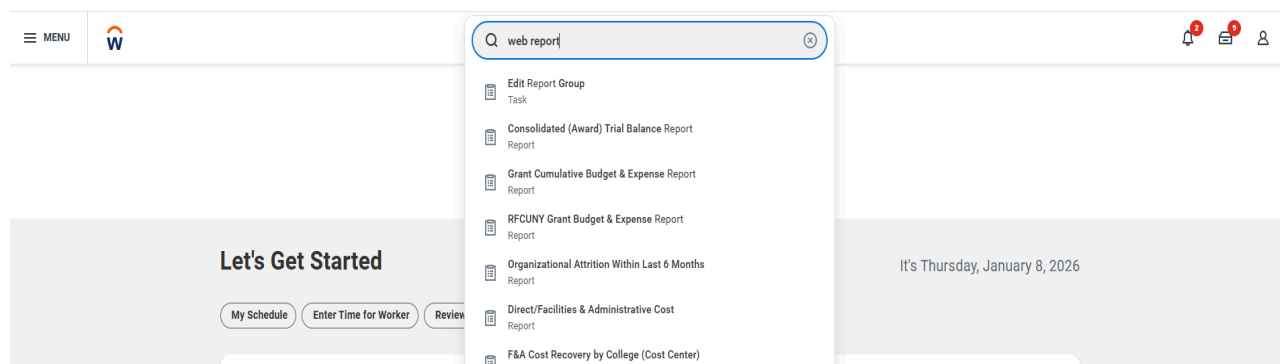 MENU
web report
2
9
Edit Report Group
Task
Consolidated (Award) Trial Balance Report
Report
Grant Cumulative Budget & Expense Report
Report
RFCUNY Grant Budget & Expense Report
Report
Organizational Attrition Within Last 6 Months
Report
Direct/Facilities & Administrative Cost
Report
F&A Cost Recovery by College (Cost Center)
Let's Get Started
It's Thursday, January 8, 2026
My Schedule
Enter Time for Worker
Review